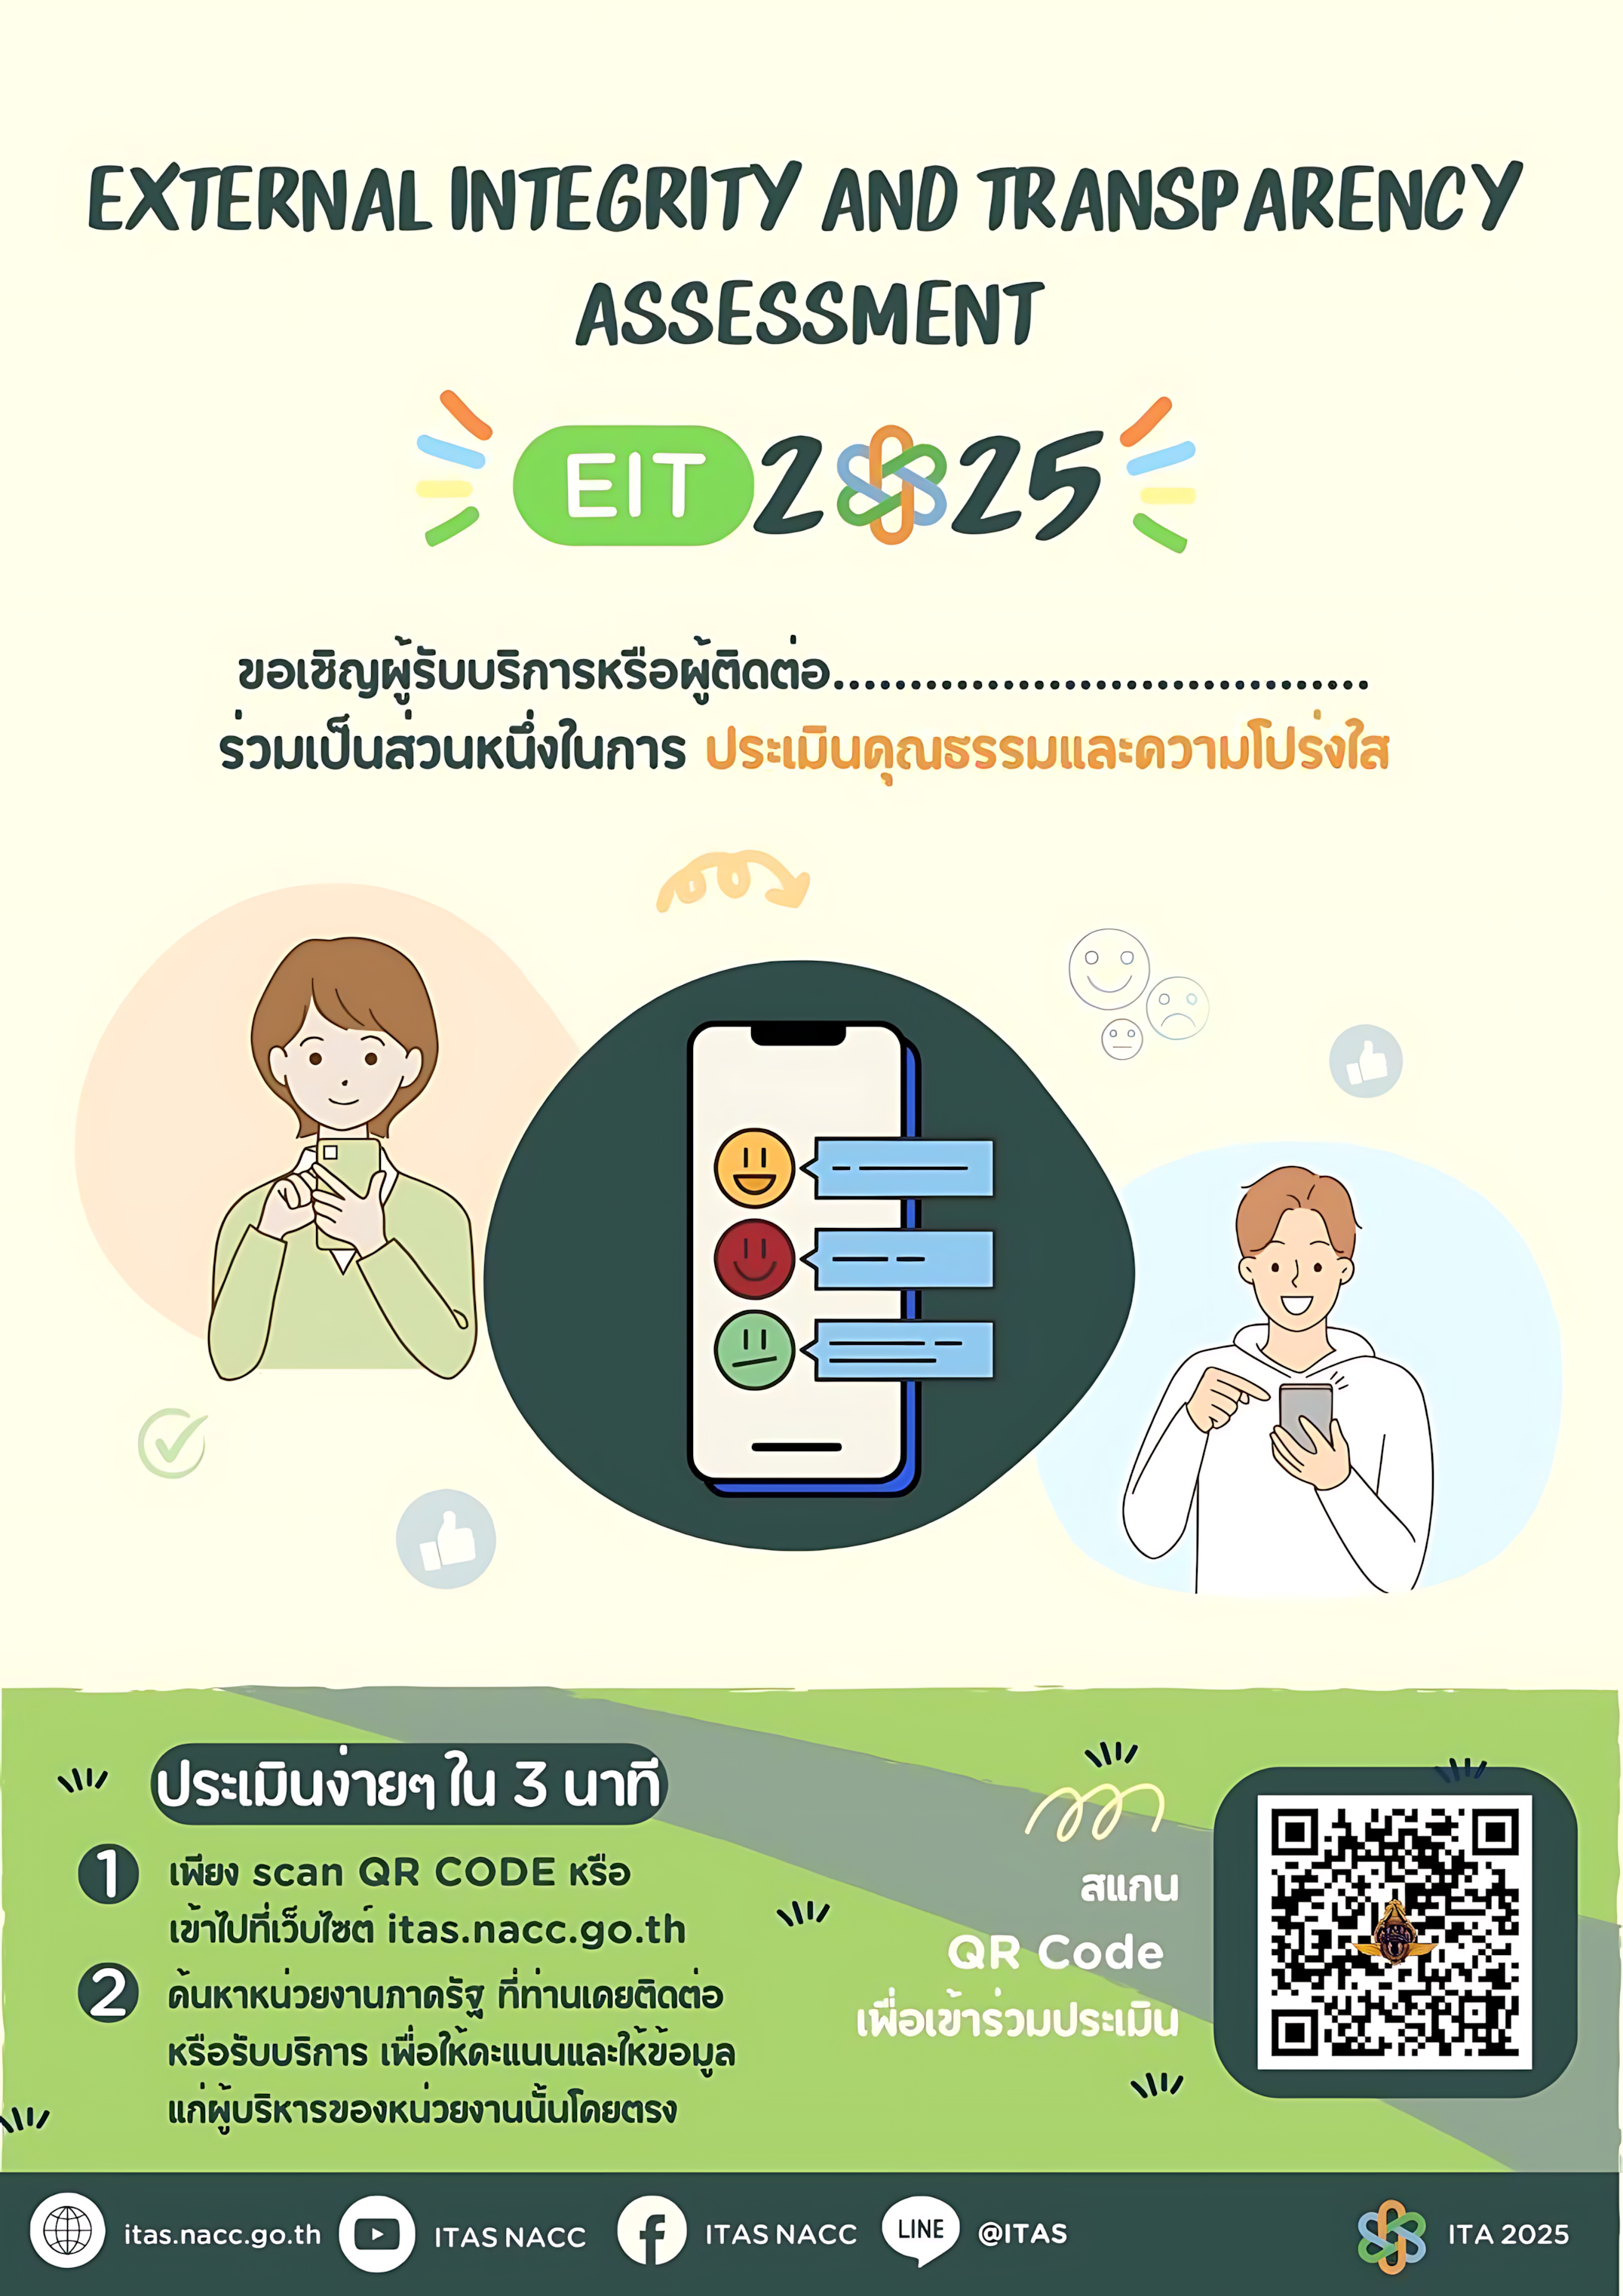 EXTERNAL INTEGRITY AND TRANSPARENCY
ASSESSMENT
EIT 2025
ขอเชิญผู้รับบริการหรือผู้ติดต่อ...................................
ร่วมเป็นส่วนหนึ่งในการ ประเมินคุณธรรมและความโปร่งใส
ประเมินง่ายๆ ใน 3 นาที
1 เพียง scan QR CODE หรือ
เข้าไปที่เว็บไซต์ itas.nacc.go.th
2 ค้นหาหน่วยงานภาครัฐ ที่ท่านเคยติดต่อ
หรือรับบริการ เพื่อให้คะแนนและให้ข้อมูล
แก่ผู้บริหารของหน่วยงานนั้นโดยตรง
สแกน
QR Code
เพื่อเข้าร่วมประเมิน
itas.nacc.go.th ITAS NACC ITAS NACC LINE @ITAS ITA 2025